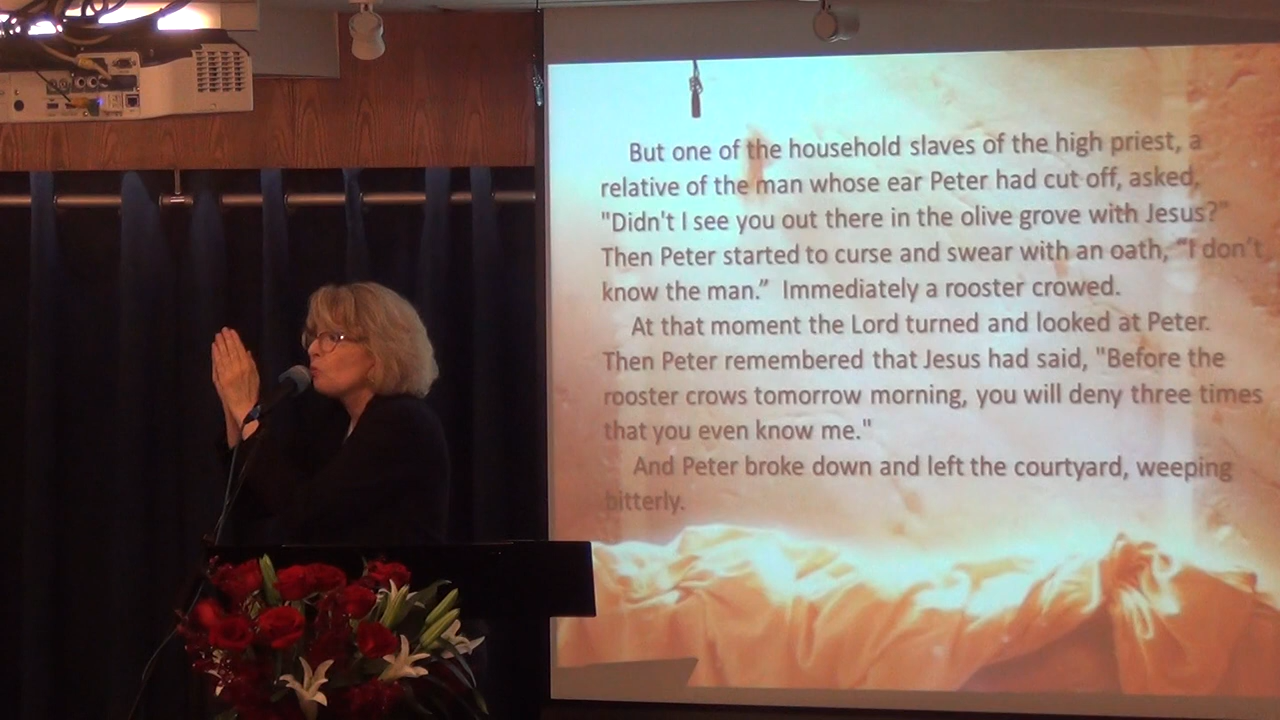 But one of the household slaves of the high priest, a
relative of the man whose ear Peter had cut off, asked,
"Didn't I see you out there in the olive grove with Jesus?"
Then Peter started to curse and swear with an oath, “I don’t
know the man.” Immediately a rooster crowed.
At that moment the Lord turned and looked at Peter.
Then Peter remembered that Jesus had said, "Before the
rooster crows tomorrow morning, you will deny three times
that you even know me."
And Peter broke down and left the courtyard, weeping
bitterly.